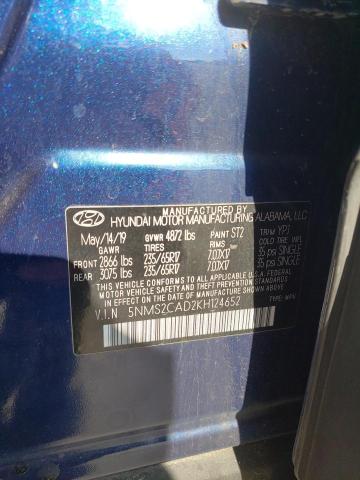 MANUFACTURED BY
HYUNDAI MOTOR MANUFACTURING ALABAMA, LLC
May/14/19 GVWR 4872 lbs PAINT ST2 TRIM YPJ
GAWR TIRES RIMS COLD TIRE INFL
FRONT 2866 lbs 235/65R17 7.0JX17 35 psi SINGLE
REAR 3075 lbs 235/65R17 7.0JX17 35 psi SINGLE
THIS VEHICLE CONFORMS TO ALL APPLICABLE U.S.A. FEDERAL
MOTOR VEHICLE SAFETY, BUMPER, AND THEFT PREVENTION
STANDARDS IN EFFECT ON THE DATE OF MANUFACTURE SHOWN ABOVE.
V.I.N 5NMS2CAD2KH124652 TYPE: MPV